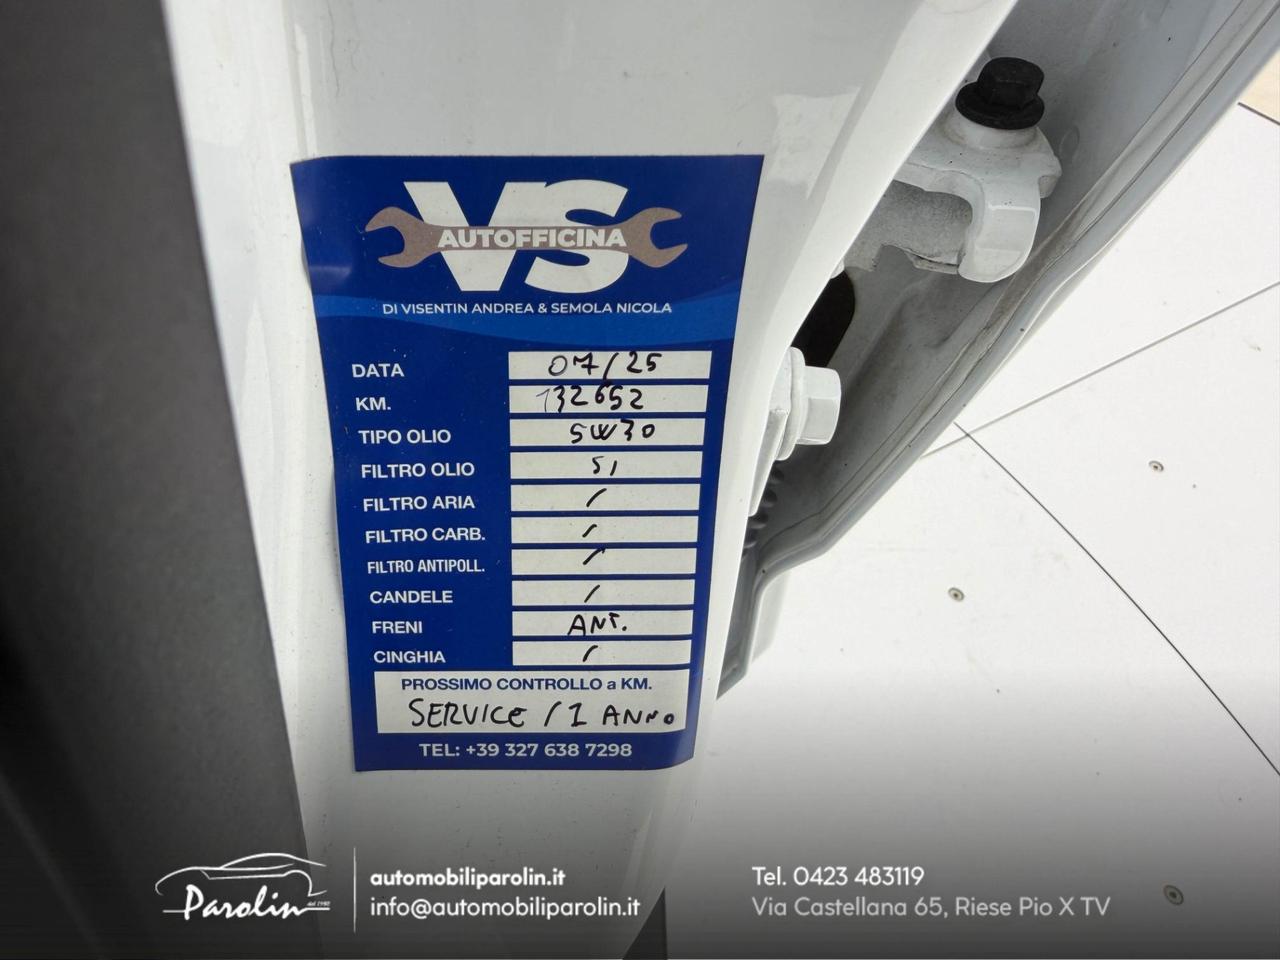 VS
AUTOFFICINA
DI VISENTIN ANDREA & SEMOLA NICOLA
DATA 07/25
KM. 132652
TIPO OLIO 5W30
FILTRO OLIO SI
FILTRO ARIA /
FILTRO CARB. /
FILTRO ANTIPOLL. /
CANDELE /
FRENI ANT.
CINGHIA /
PROSSIMO CONTROLLO a KM.
SERVICE / 1 ANNO
TEL: +39 327 638 7298
Parolin dal 1980
automobiliparolin.it
info@automobiliparolin.it
Tel. 0423 483119
Via Castellana 65, Riese Pio X TV